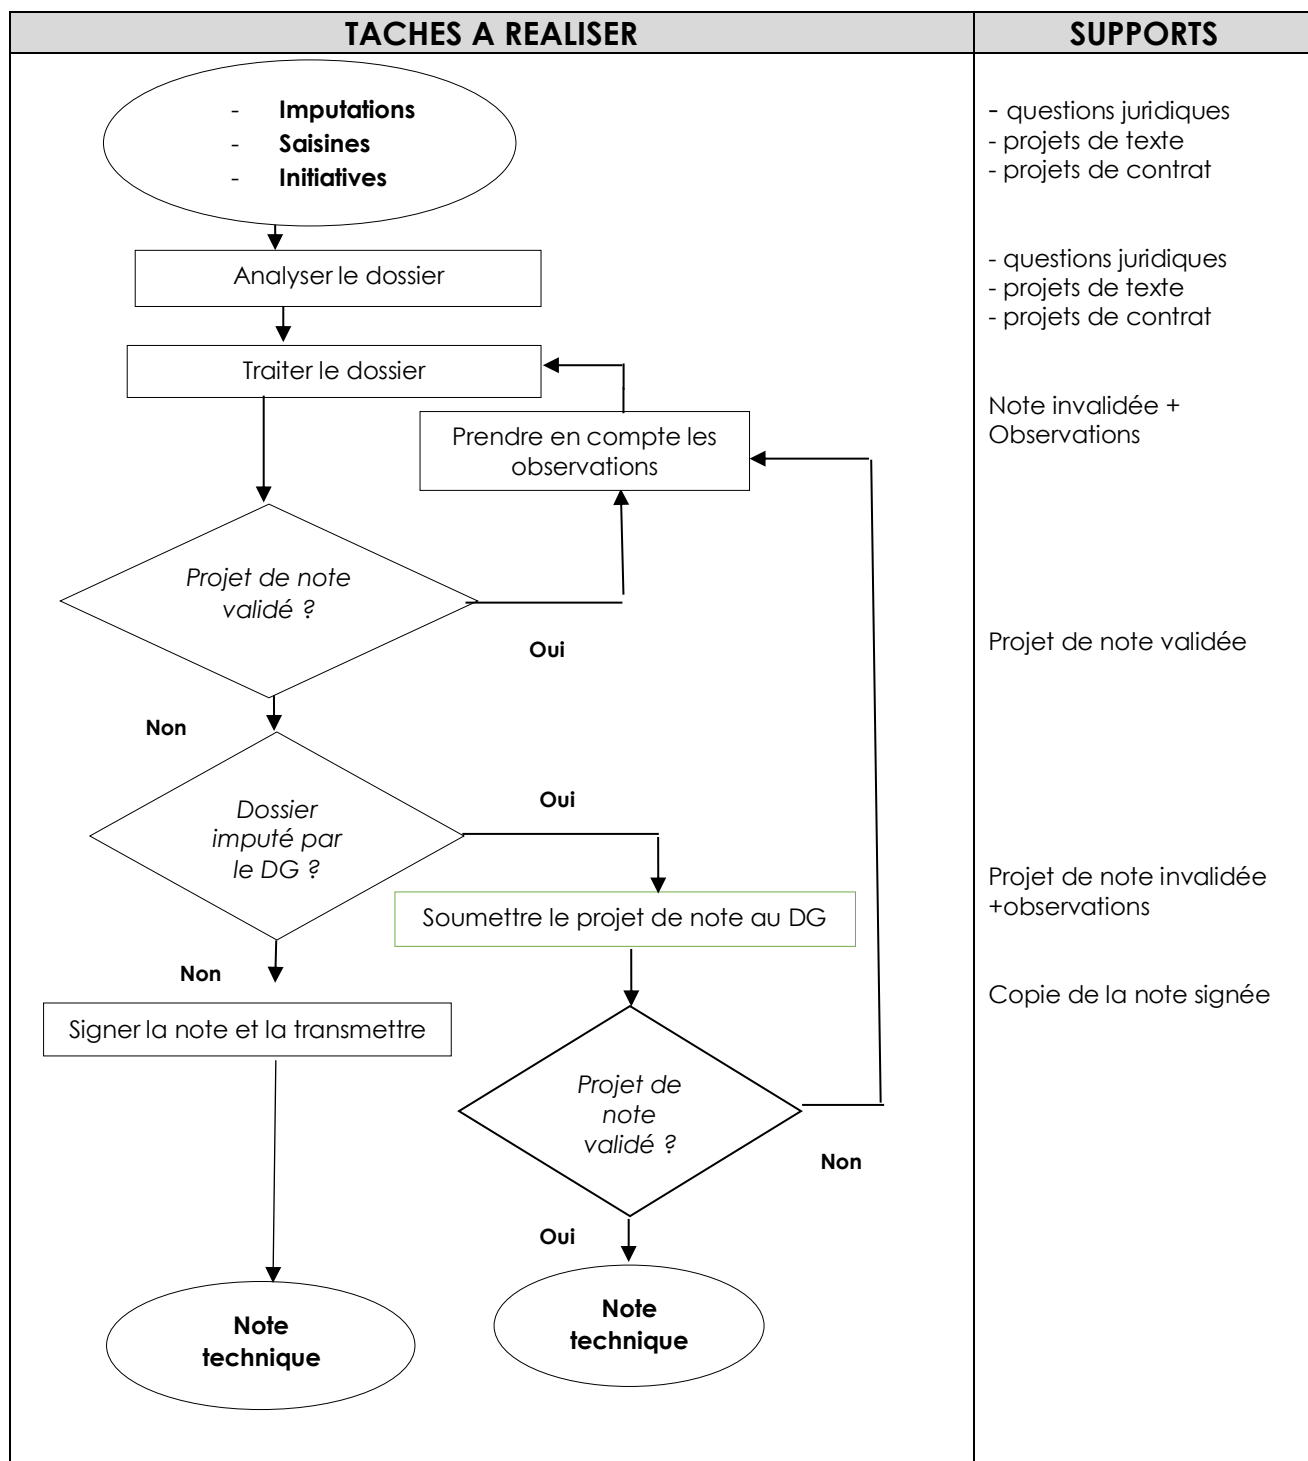 TACHES A REALISER
SUPPORTS
- Imputations
- Saisines
- Initiatives
- questions juridiques
- projets de texte
- projets de contrat
Analyser le dossier
- questions juridiques
- projets de texte
- projets de contrat
Traiter le dossier
Prendre en compte les
observations
Note invalidée +
Observations
Projet de note
validé ?
Oui
Projet de note validée
Non
Dossier
imputé par
le DG ?
Oui
Soumettre le projet de note au DG
Projet de note invalidée
+observations
Non
Signer la note et la transmettre
Copie de la note signée
Projet de
note
validé ?
Non
Oui
Note
technique
Note
technique